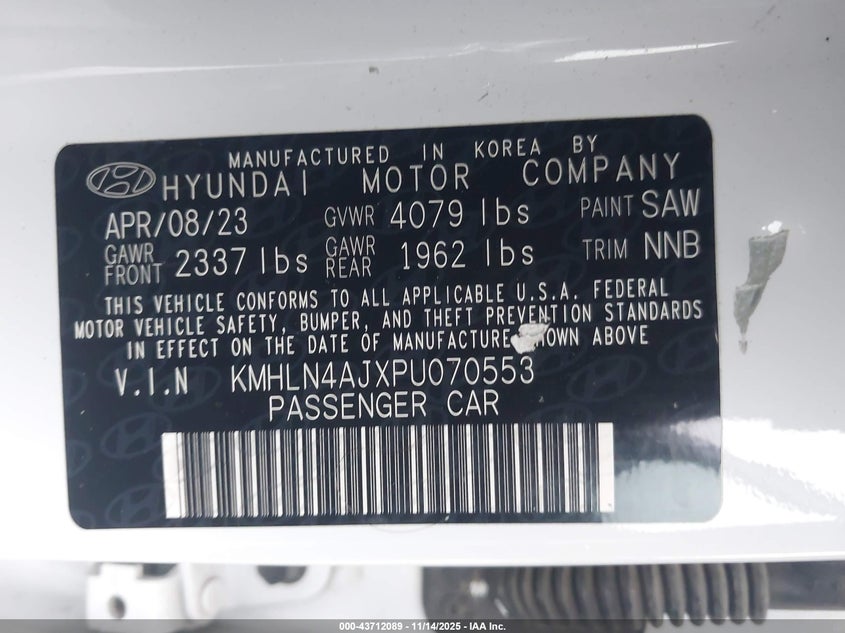 MANUFACTURED IN KOREA BY
HYUNDAI MOTOR COMPANY
APR/08/23 GVWR 4079 lbs PAINT SAW
GAWR FRONT 2337 lbs GAWR REAR 1962 lbs TRIM NNB
THIS VEHICLE CONFORMS TO ALL APPLICABLE U.S.A. FEDERAL
MOTOR VEHICLE SAFETY, BUMPER, AND THEFT PREVENTION STANDARDS
IN EFFECT ON THE DATE OF MANUFACTURE SHOWN ABOVE
V.I.N KMHLN4AJXPU070553
PASSENGER CAR
000-43712089 - 11/14/2025 - IAA Inc.